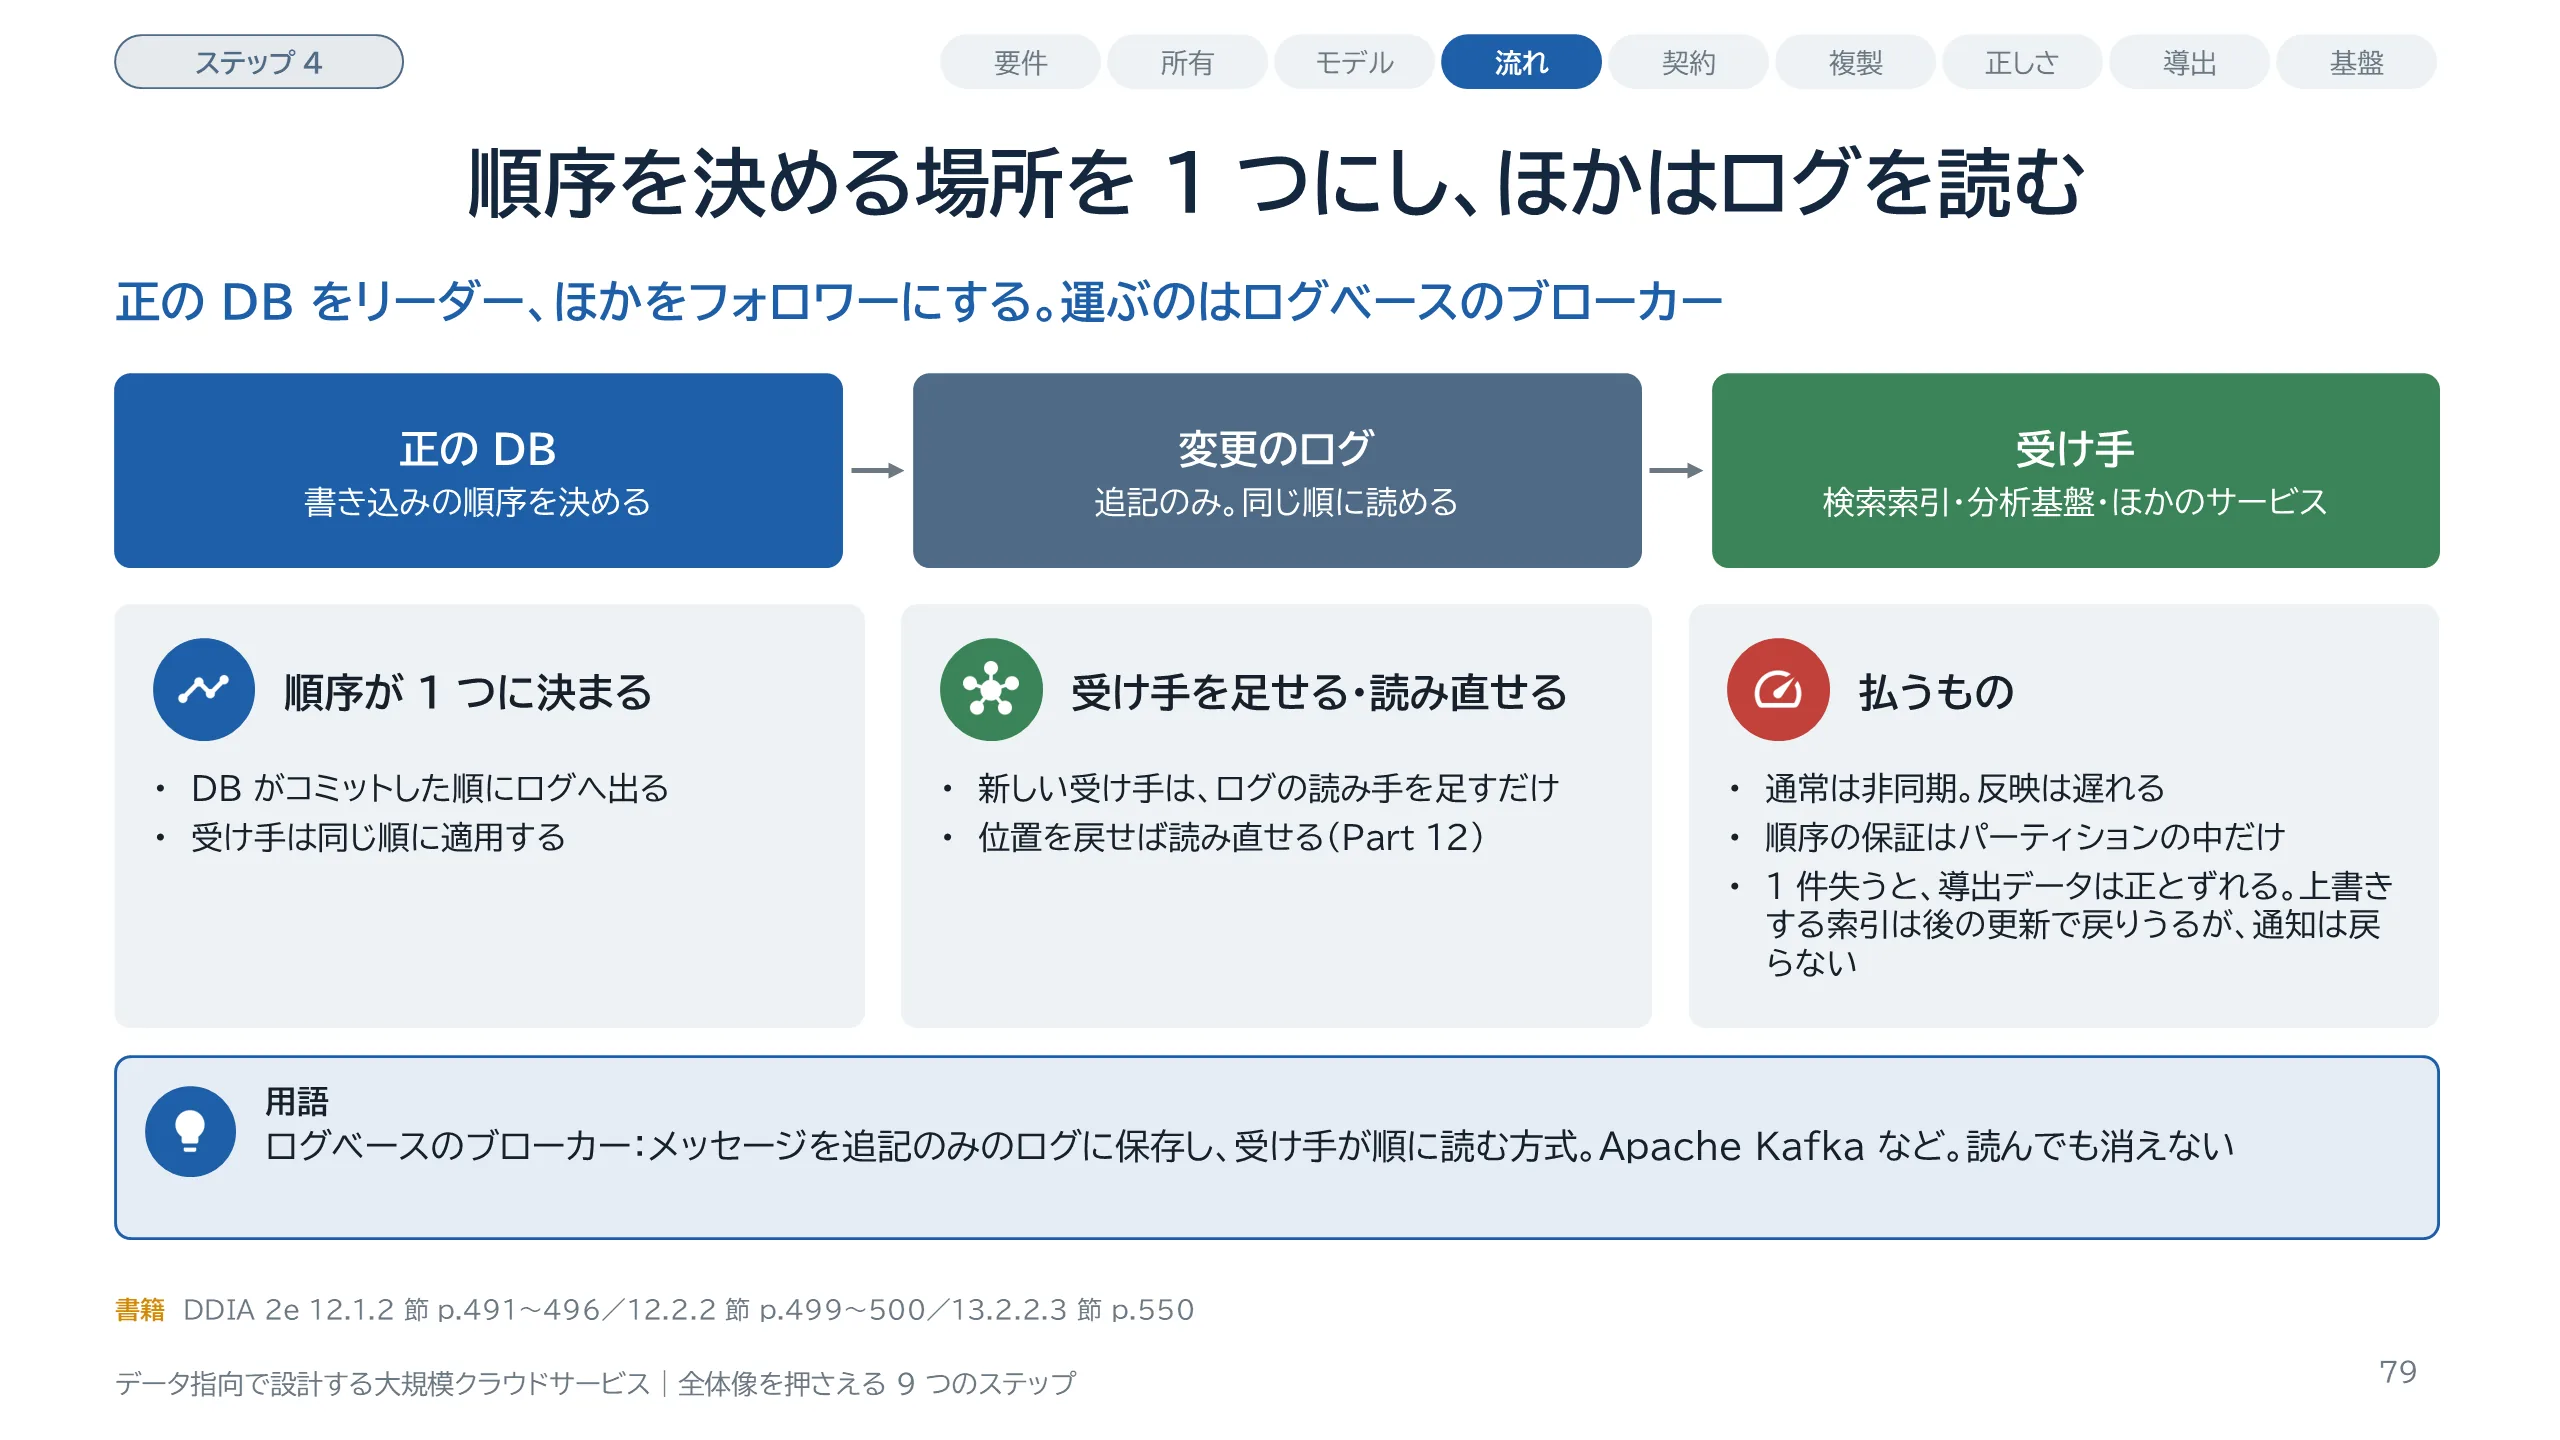 ステップ 4
要件
所有
モデル
流れ
契約
複製
正しさ
導出
基盤
順序を決める場所を 1 つにし、ほかはログを読む
正の DB をリーダー、ほかをフォロワーにする。運ぶのはログベースのブローカー
正の DB
書き込みの順序を決める
変更のログ
追記のみ。同じ順に読める
受け手
検索索引・分析基盤・ほかのサービス
順序が 1 つに決まる
• DB がコミットした順にログへ出る
• 受け手は同じ順に適用する
受け手を足せる・読み直せる
• 新しい受け手は、ログの読み手を足すだけ
• 位置を戻せば読み直せる（Part 12）
払うもの
• 通常は非同期。反映は遅れる
• 順序の保証はパーティションの中だけ
• 1 件失うと、導出データは正とずれる。上書き
する索引は後の更新で戻りうるが、通知は戻
らない
用語
ログベースのブローカー：メッセージを追記のみのログに保存し、受け手が順に読む方式。Apache Kafka など。読んでも消えない
書籍 DDIA 2e 12.1.2 節 p.491～496／12.2.2 節 p.499～500／13.2.2.3 節 p.550
データ指向で設計する大規模クラウドサービス｜全体像を押さえる 9 つのステップ
79